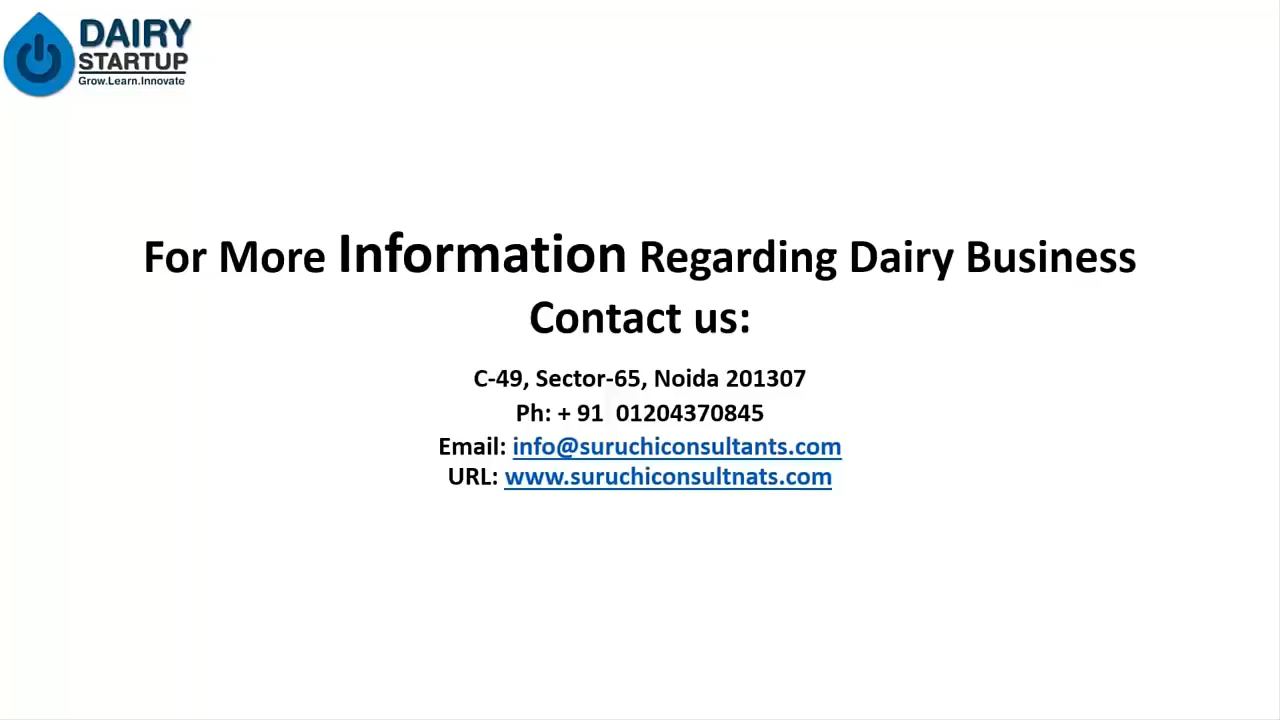 DAIRY
STARTUP
Grow.Learn.Innovate
For More Information Regarding Dairy Business
Contact us:
C-49, Sector-65, Noida 201307
Ph: + 91  01204370845
Email: info@suruchiconsultants.com
URL: www.suruchiconsultnats.com